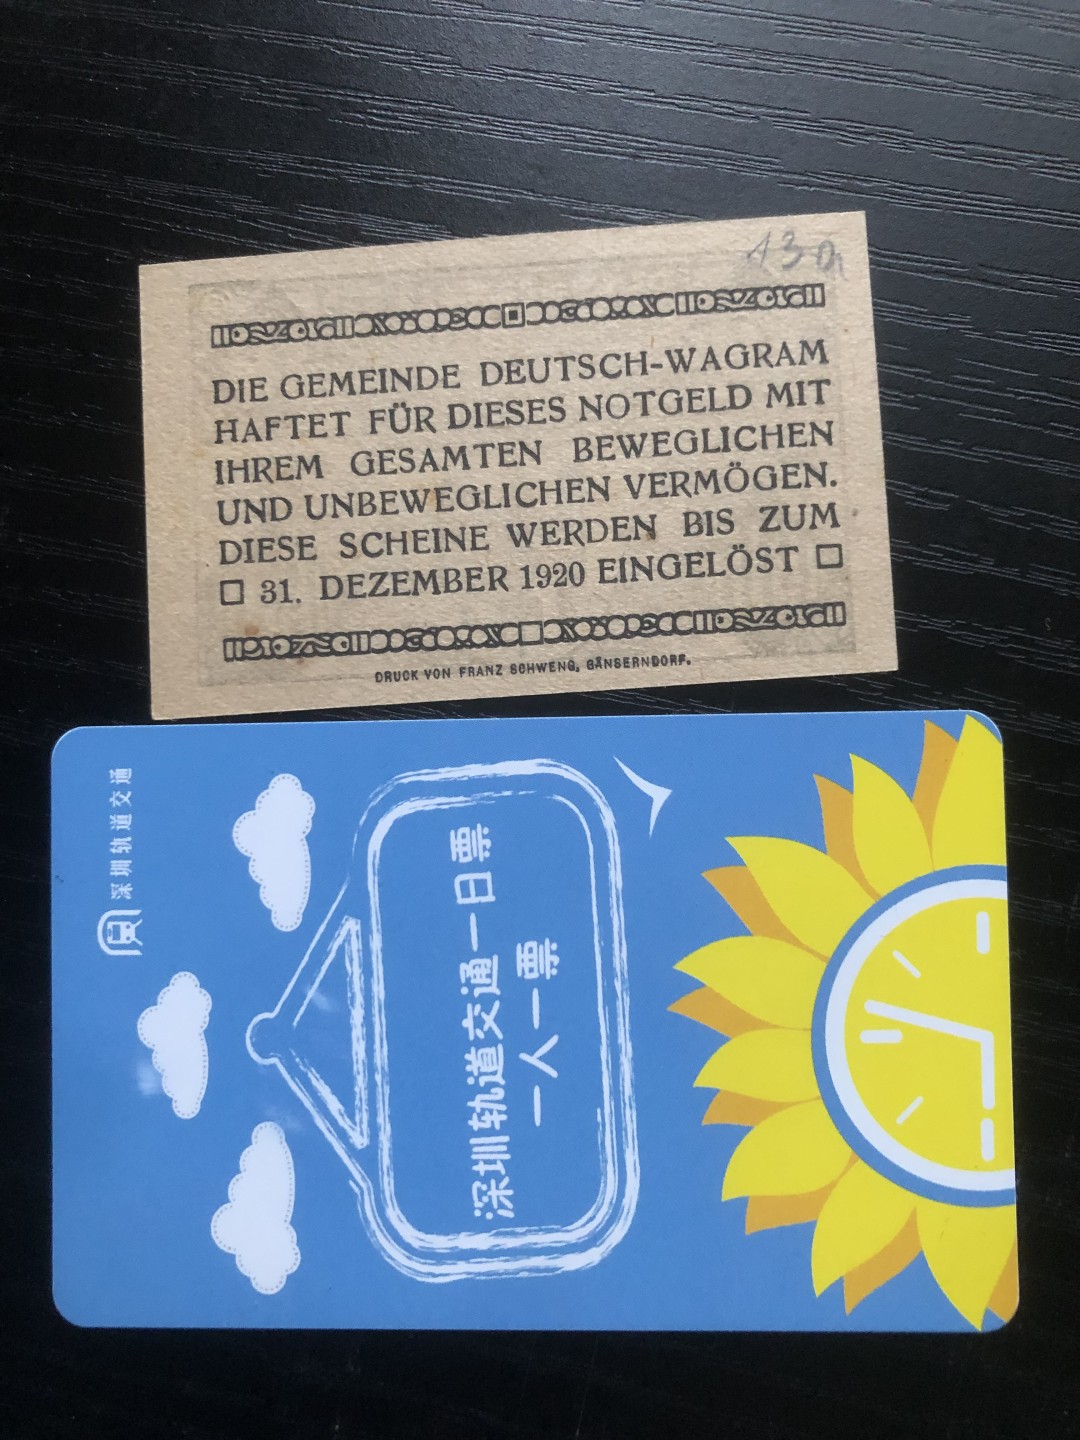 DIE GEMEINDE DEUTSCH-WAGRAM
HAFTET FÜR DIESES NOTGELD MIT
IHREM GESAMTEN BEWEGLICHEN
UND UNBEWEGLICHEN VERMÖGEN.
DIESE SCHEINE WERDEN BIS ZUM
31. DEZEMBER 1920 EINGELÖST
DRUCK VON FRANZ SCHWENG, GÄNSERNDORF.
深圳轨道交通
深圳轨道交通一日票
一人一票